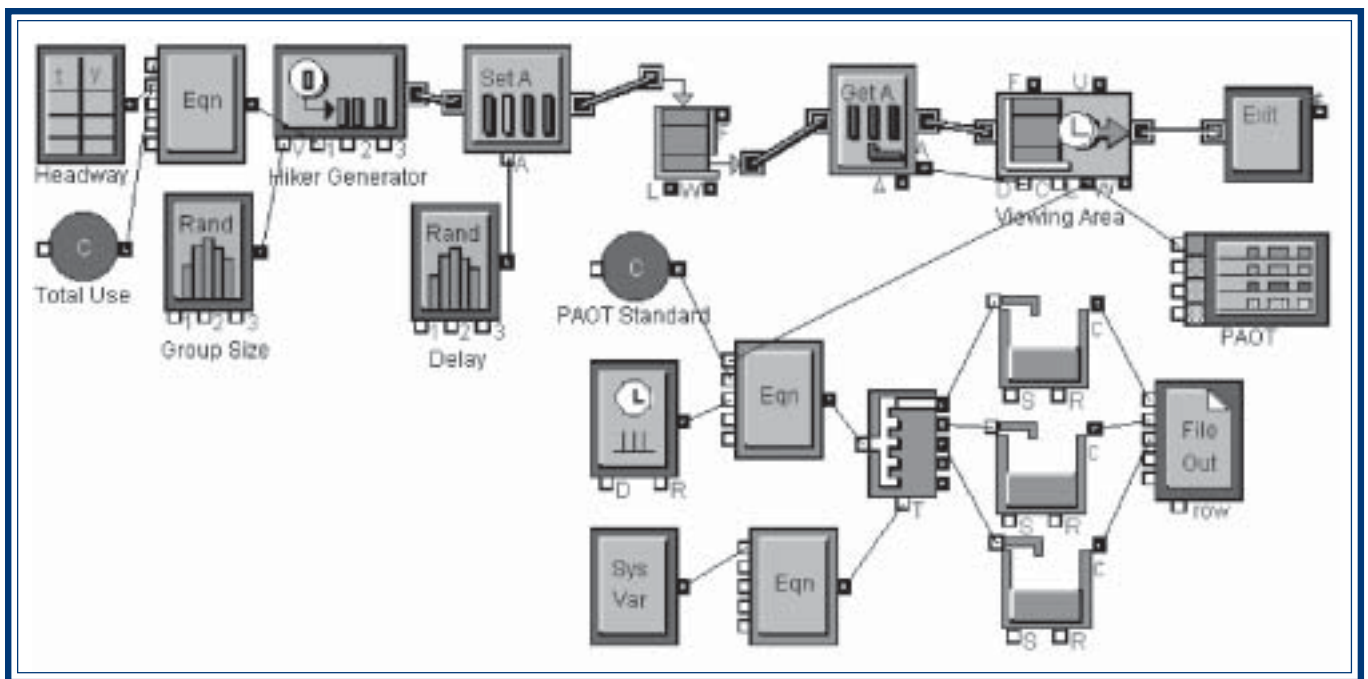 t y
Headway
Eqn
V 1 2 3
Hiker Generator
Set A
A
F
L W
Get A
A
Δ
F U
D C L W
Viewing Area
Exit
#
C
Total Use
Rand
1 2 3
Group Size
Rand
1 2 3
Delay
C
PAOT Standard
PAOT
D R
Eqn
T
C
S R
C
S R
C
S R
File
Out
row
Sys
Var
Eqn